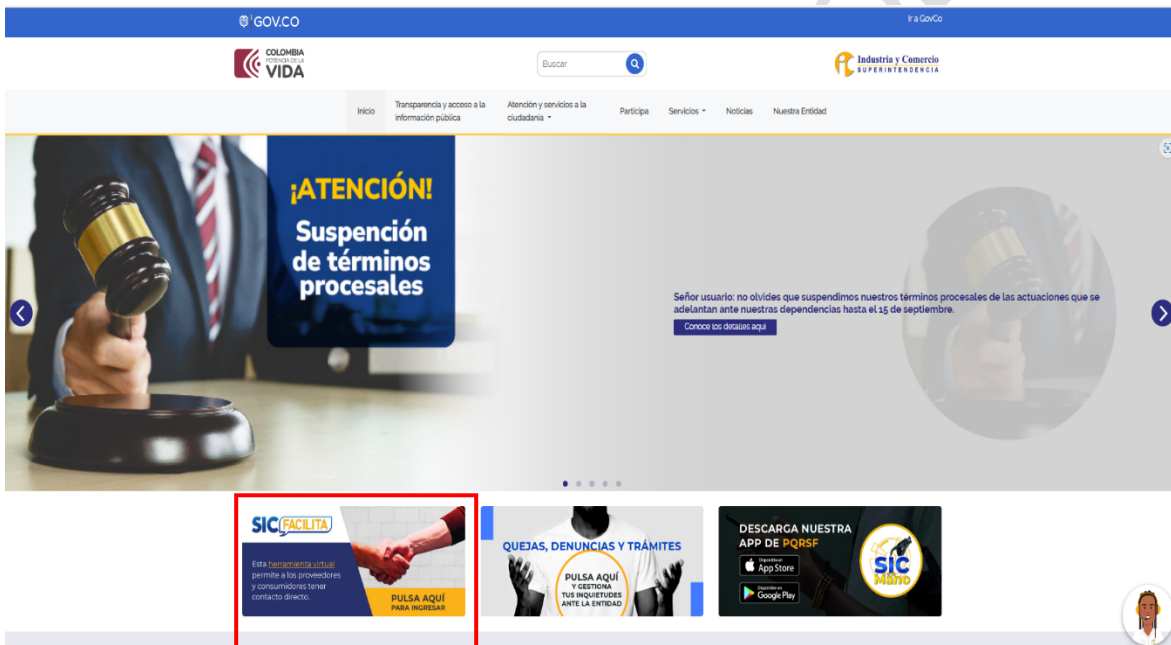 GOV.CO
Ir a GovCo
COLOMBIA
POTENCIA DE LA
VIDA
Buscar
Industria y Comercio
SUPERINTENDENCIA
Inicio
Transparencia y acceso a la
información pública
Atención y servicios a la
ciudadanía
Participa
Servicios
Noticias
Nuestra Entidad
¡ATENCIÓN!
Suspención
de términos
procesales
Señor usuario: no olvides que suspendimos nuestros términos procesales de las actuaciones que se
adelantan ante nuestras dependencias hasta el 15 de septiembre.
Conoce los detalles aquí
SIC FACILITA
Esta herramienta virtual
permite a los proveedores
y consumidores tener
contacto directo.
PULSA AQUÍ
PARA INGRESAR
QUEJAS, DENUNCIAS Y TRÁMITES
PULSA AQUÍ
Y GESTIONA
TUS INQUIETUDES
ANTE LA ENTIDAD
DESCARGA NUESTRA
APP DE PQRSF
Disponible en
App Store
Disponible en
Google Play
SIC
Mano